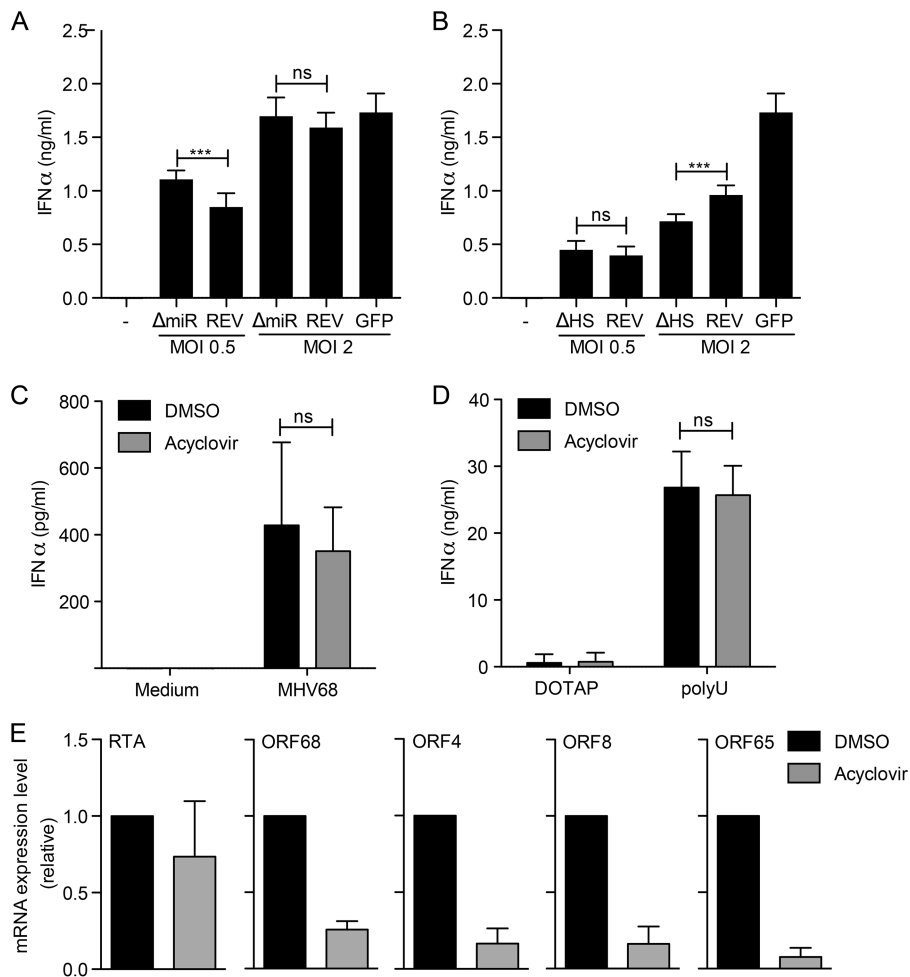 A
B
2.5
2.0
1.5
1.0
0.5
0.0
IFNα (ng/ml)
***
ns
-
ΔmiR
REV
ΔmiR
REV
GFP
MOI 0.5
MOI 2
2.5
2.0
1.5
1.0
0.5
0.0
IFNα (ng/ml)
ns
***
-
ΔHS
REV
ΔHS
REV
GFP
MOI 0.5
MOI 2
C
D
DMSO
Acyclovir
800
600
400
200
IFNα (pg/ml)
ns
Medium
MHV68
DMSO
Acyclovir
40
30
20
10
0
IFNα (ng/ml)
ns
DOTAP
polyU
E
mRNA expression level
(relative)
1.5
1.0
0.5
0.0
RTA
ORF68
ORF4
ORF8
ORF65
DMSO
Acyclovir